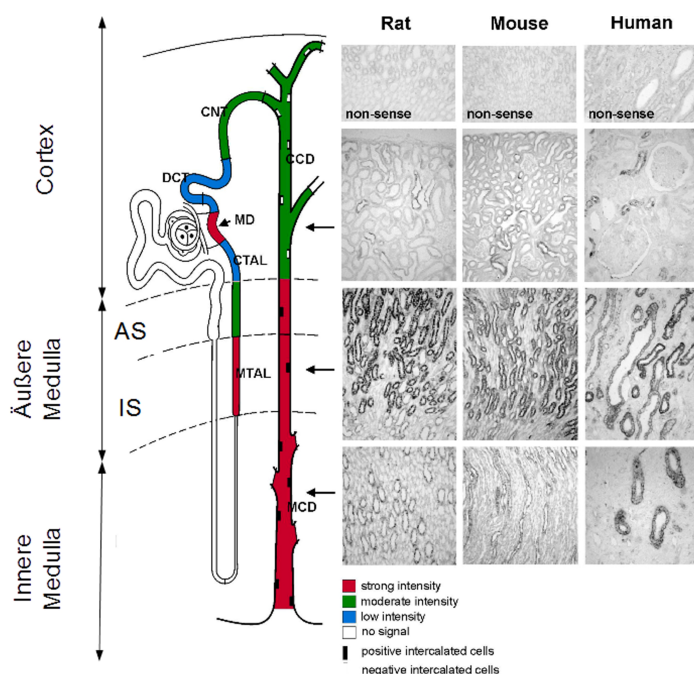 Rat
Mouse
Human
non-sense
non-sense
non-sense
Cortex
CNT
CCD
DCT
MD
CTAL
Äußere
Medulla
AS
IS
MTAL
Innere
Medulla
MCD
strong intensity
moderate intensity
low intensity
no signal
positive intercalated cells
negative intercalated cells